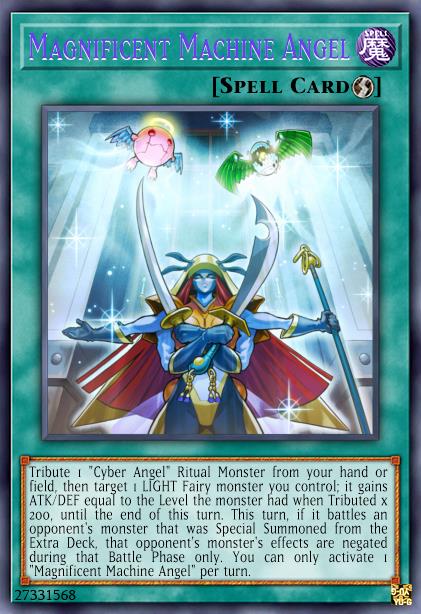 Magnificent Machine Angel
SPELL
魔
[Spell Card]
Tribute 1 "Cyber Angel" Ritual Monster from your hand or
field, then target 1 LIGHT Fairy monster you control; it gains
ATK/DEF equal to the Level the monster had when Tributed x
200, until the end of this turn. This turn, if it battles an
opponent's monster that was Special Summoned from the
Extra Deck, that opponent's monster's effects are negated
during that Battle Phase only. You can only activate 1
"Magnificent Machine Angel" per turn.
27331568